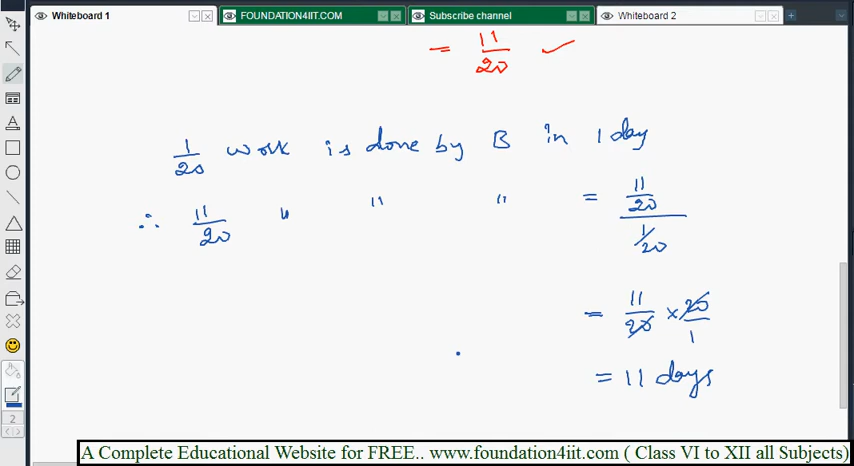 Whiteboard 1
FOUNDATION4IIT.COM
Subscribe channel
Whiteboard 2
= 11/20 ✓
1/20 work is done by B in 1 day
∴ 11/20 " " " = (11/20)/(1/20)
= 11/20 × 20/1
= 11 days
2
A Complete Educational Website for FREE.. www.foundation4iit.com ( Class VI to XII all Subjects)